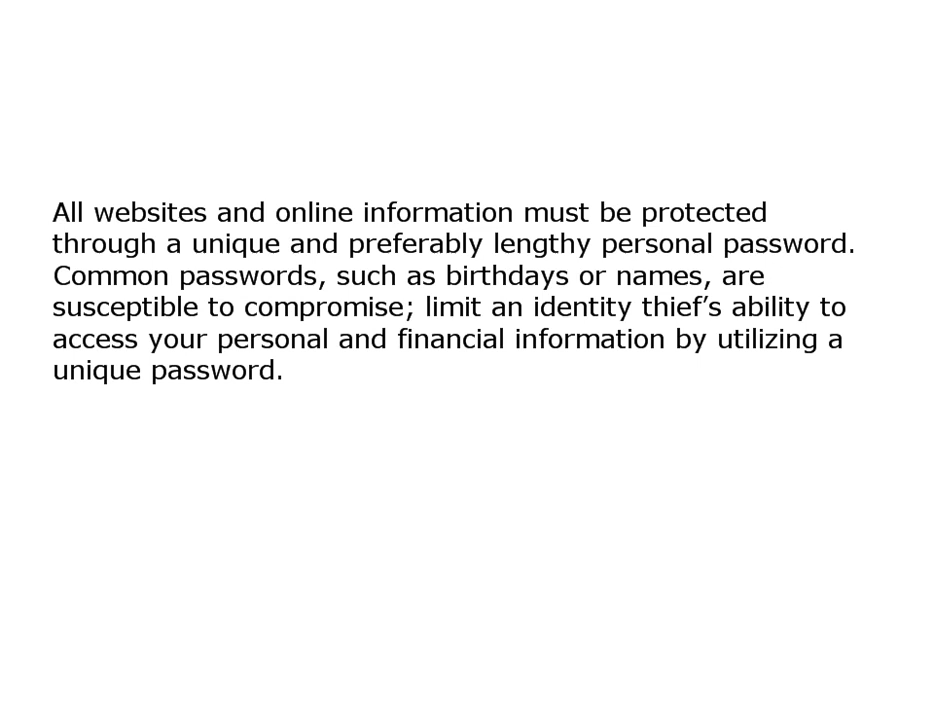 All websites and online information must be protected
through a unique and preferably lengthy personal password.
Common passwords, such as birthdays or names, are
susceptible to compromise; limit an identity thief’s ability to
access your personal and financial information by utilizing a
unique password.